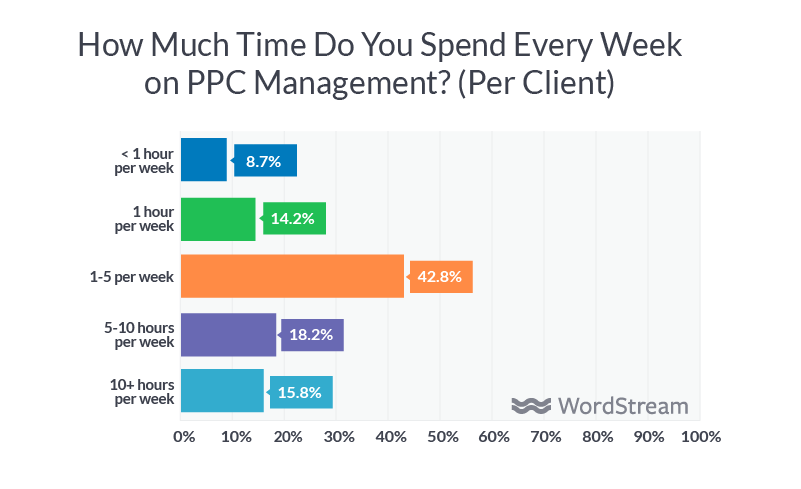 How Much Time Do You Spend Every Week
on PPC Management? (Per Client)
< 1 hour
per week
8.7%
1 hour
per week
14.2%
1-5 per week
42.8%
5-10 hours
per week
18.2%
10+ hours
per week
15.8%
WordStream
0% 10% 20% 30% 40% 50% 60% 70% 80% 90% 100%